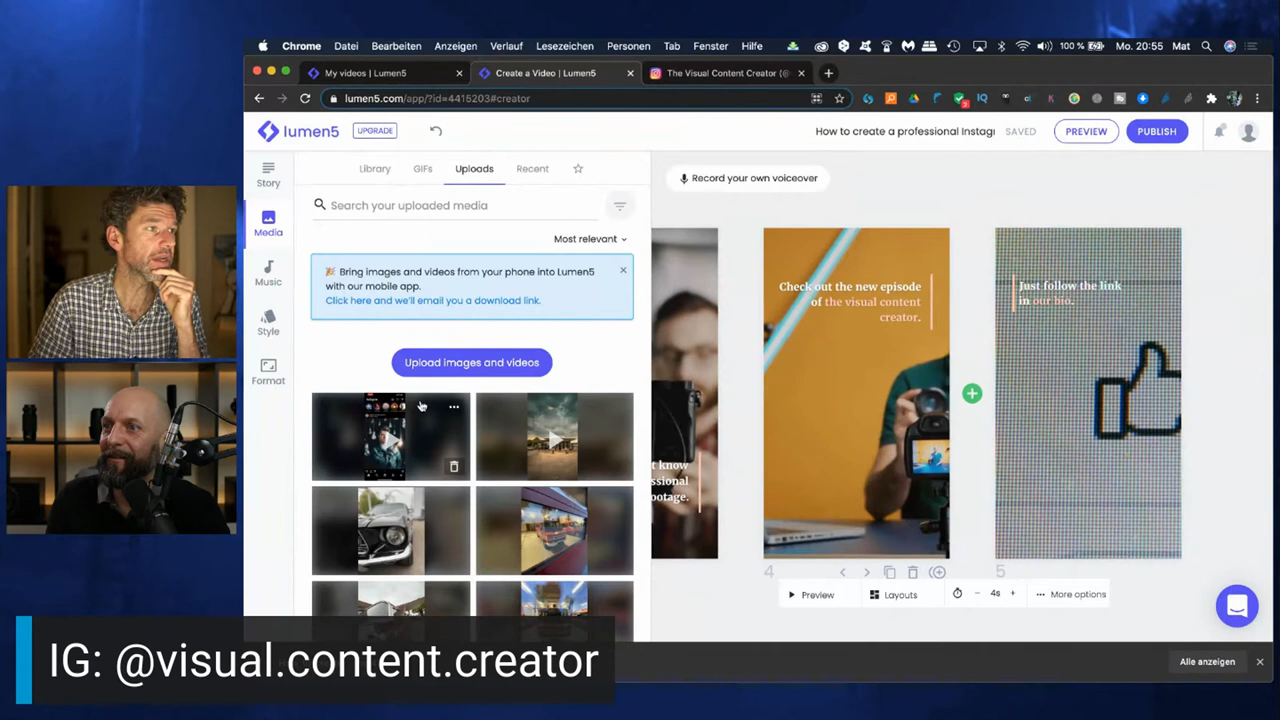 Chrome Datei Bearbeiten Anzeigen Verlauf Lesezeichen Personen Tab Fenster Hilfe 100 % Mo. 20:55 Mat
My videos | Lumen5
Create a Video | Lumen5
The Visual Content Creator (@
lumen5.com/app/?id=4415203#creator
lumen5 UPGRADE
How to create a professional Instagr SAVED PREVIEW PUBLISH
Story
Media
Music
Style
Format
Library GIFs Uploads Recent
Search your uploaded media
Most relevant
Bring images and videos from your phone into Lumen5
with our mobile app.
Click here and we'll email you a download link.
Upload images and videos
Record your own voiceover
t know
ssional
ootage.
Check out the new episode
of the visual content
creator.
Just follow the link
in our bio.
4
5
Preview Layouts 4s More options
Alle anzeigen
IG: @visual.content.creator